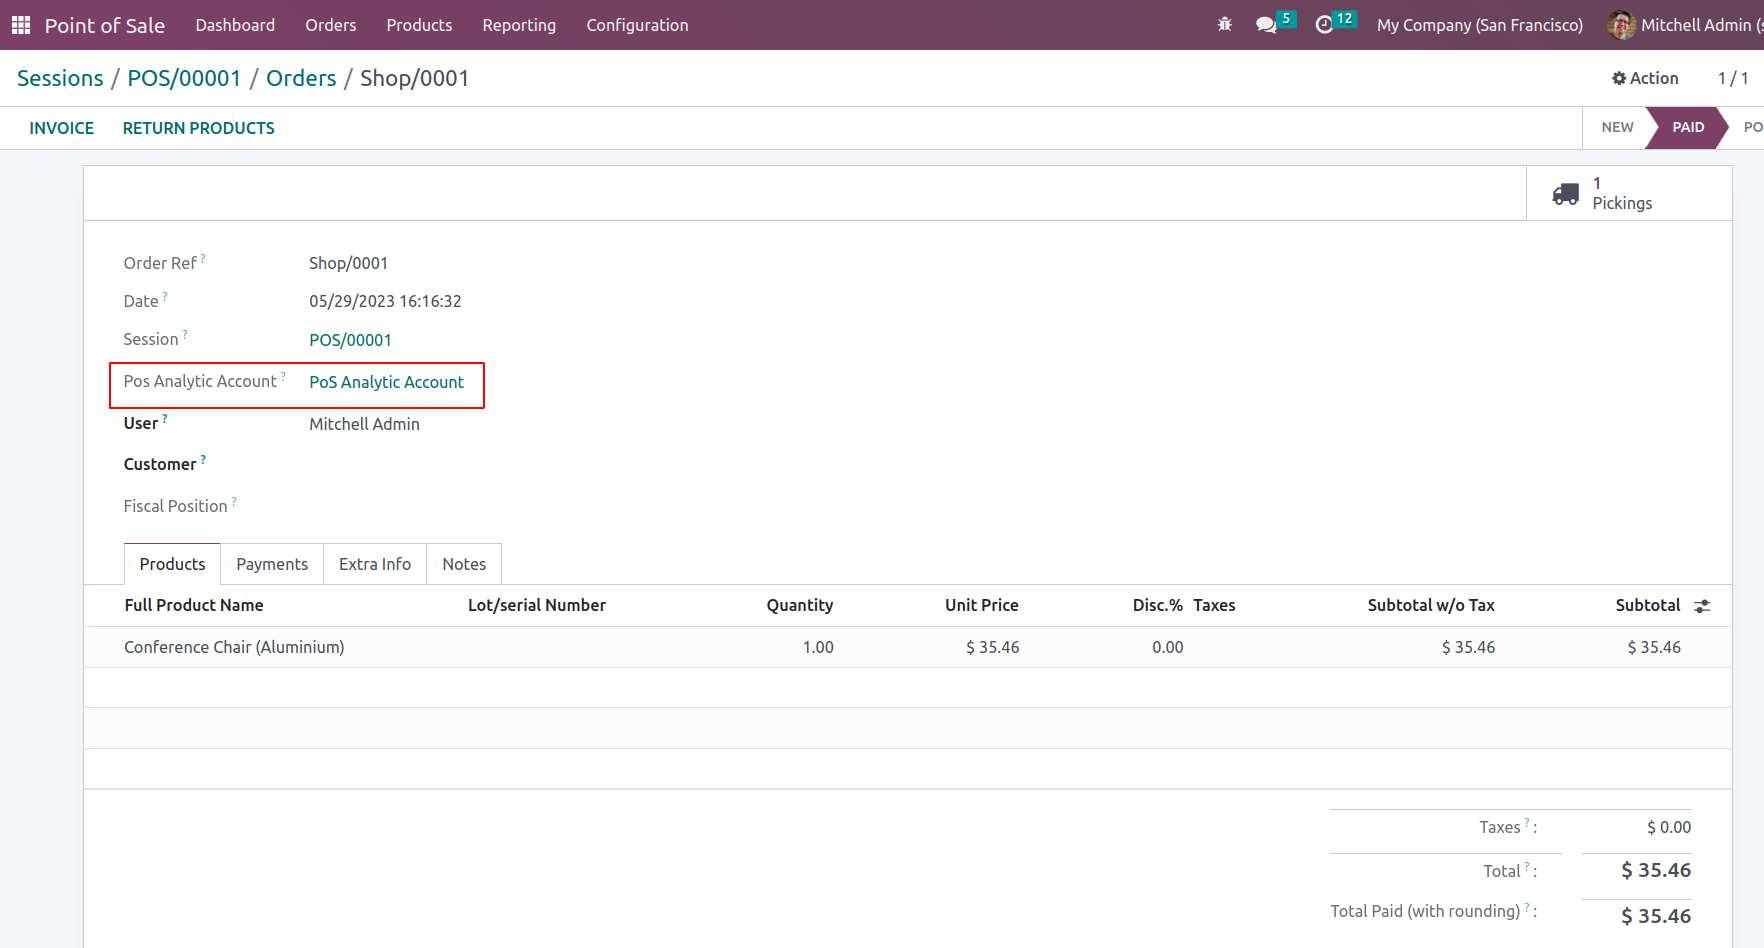 Point of Sale Dashboard Orders Products Reporting Configuration 5 12 My Company (San Francisco) Mitchell Admin (
Sessions / POS/00001 / Orders / Shop/0001 Action 1 / 1
INVOICE RETURN PRODUCTS NEW PAID PO
1
Pickings
Order Ref ? Shop/0001
Date ? 05/29/2023 16:16:32
Session ? POS/00001
Pos Analytic Account ? PoS Analytic Account
User ? Mitchell Admin
Customer ?
Fiscal Position ?
Products Payments Extra Info Notes
Full Product Name Lot/serial Number Quantity Unit Price Disc.% Taxes Subtotal w/o Tax Subtotal
Conference Chair (Aluminium) 1.00 $ 35.46 0.00 $ 35.46 $ 35.46
Taxes ? : $ 0.00
Total ? : $ 35.46
Total Paid (with rounding) ? : $ 35.46